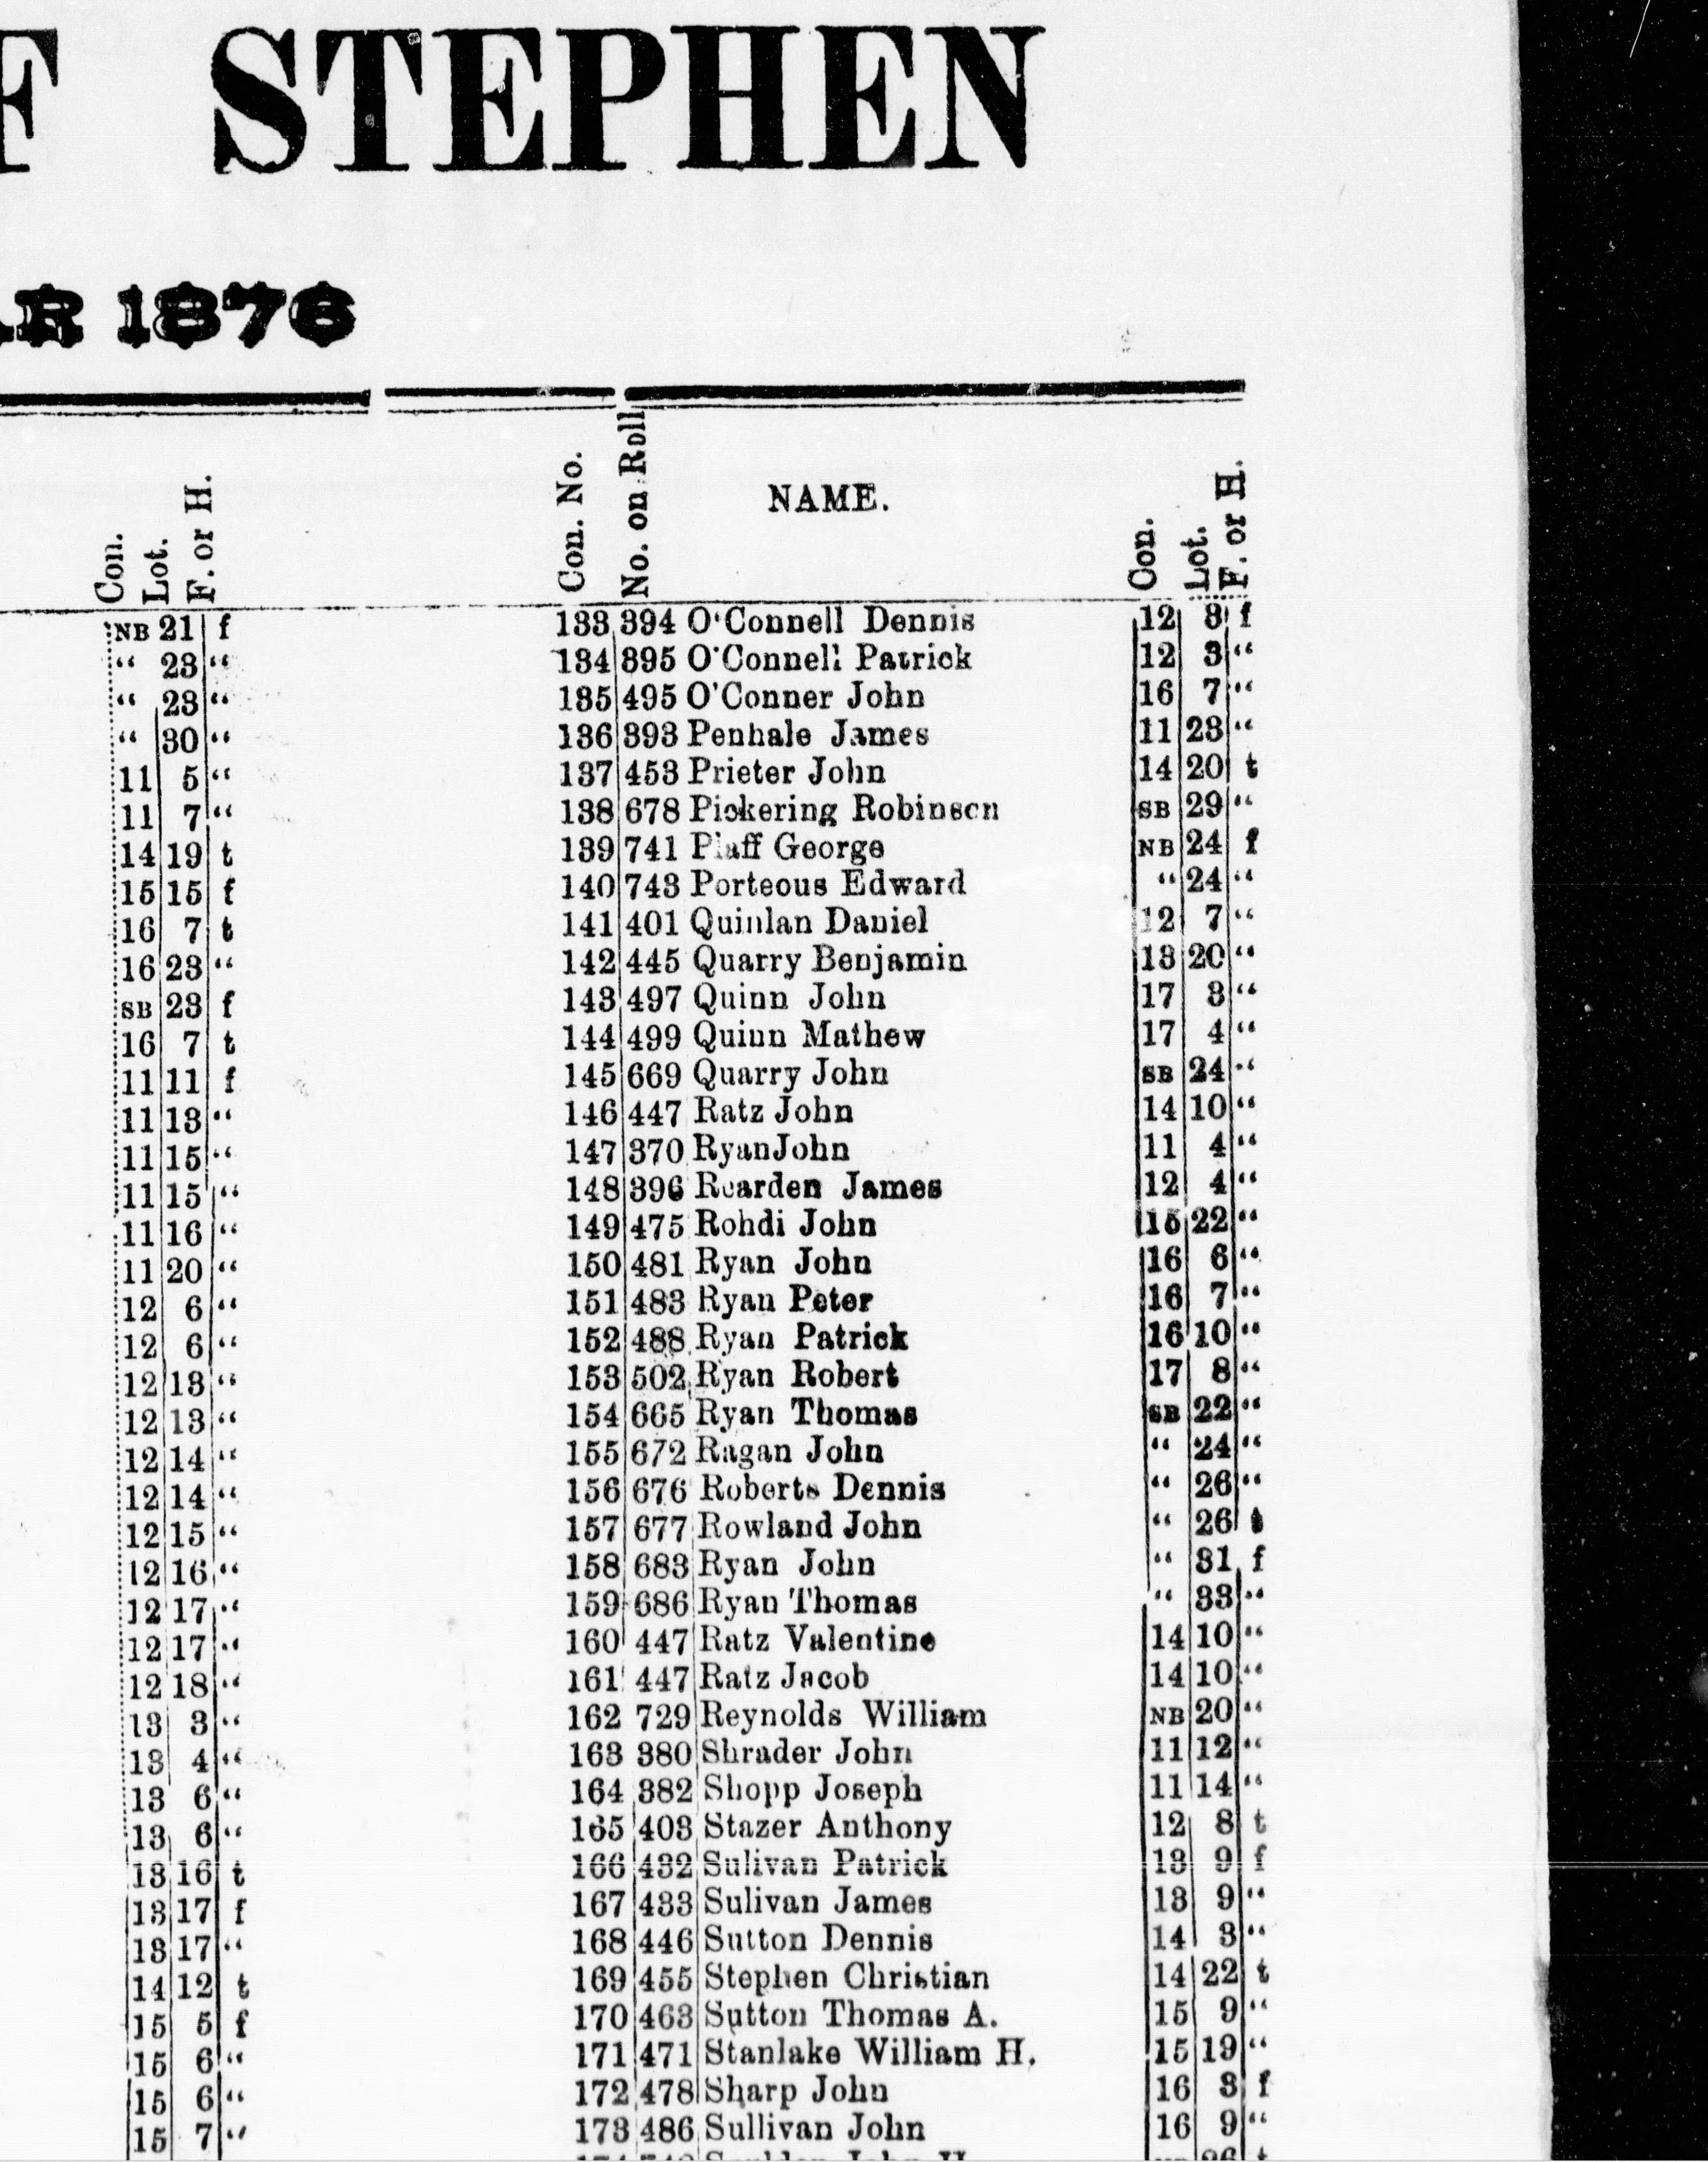 F STEPHEN
AR 1876
Con. Lot. F. or H.
NB 21 f
“ 23 “
“ 23 “
“ 30 “
11 5 “
11 7 “
14 19 t
15 15 f
16 7 t
16 23 “
SB 23 f
16 7 t
11 11 f
11 13 “
11 15 “
11 15 “
11 16 “
11 20 “
12 6 “
12 6 “
12 13 “
12 13 “
12 14 “
12 14 “
12 15 “
12 16 “
12 17 “
12 17 “
12 18 “
13 3 “
13 4 “
13 6 “
13 6 “
13 16 t
13 17 f
13 17 “
14 12 t
15 5 f
15 6 “
15 6 “
15 7 “
Con. No. No. on Roll NAME. Con. Lot. F. or H.
133 394 O'Connell Dennis 12 3 f
134 395 O'Connell Patrick 12 3 “
135 495 O'Conner John 16 7 “
136 393 Penhale James 11 23 “
137 453 Prieter John 14 20 t
138 678 Pickering Robinson SB 29 “
139 741 Pfaff George NB 24 f
140 743 Porteous Edward “ 24 “
141 401 Quinlan Daniel 12 7 “
142 445 Quarry Benjamin 13 20 “
143 497 Quinn John 17 3 “
144 499 Quinn Mathew 17 4 “
145 669 Quarry John SB 24 “
146 447 Ratz John 14 10 “
147 370 RyanJohn 11 4 “
148 396 Rearden James 12 4 “
149 475 Rohdi John 15 22 “
150 481 Ryan John 16 6 “
151 483 Ryan Peter 16 7 “
152 488 Ryan Patrick 16 10 “
153 502 Ryan Robert 17 8 “
154 665 Ryan Thomas SB 22 “
155 672 Ragan John “ 24 “
156 676 Roberts Dennis “ 26 “
157 677 Rowland John “ 26 t
158 683 Ryan John “ 31 f
159 686 Ryan Thomas “ 33 “
160 447 Ratz Valentine 14 10 “
161 447 Ratz Jacob 14 10 “
162 729 Reynolds William NB 20 “
163 380 Shrader John 11 12 “
164 382 Shopp Joseph 11 14 “
165 403 Stazer Anthony 12 8 t
166 432 Sulivan Patrick 13 9 f
167 433 Sulivan James 13 9 “
168 446 Sutton Dennis 14 3 “
169 455 Stephen Christian 14 22 t
170 463 Sutton Thomas A. 15 9 “
171 471 Stanlake William H. 15 19 “
172 478 Sharp John 16 3 f
173 486 Sullivan John 16 9 “